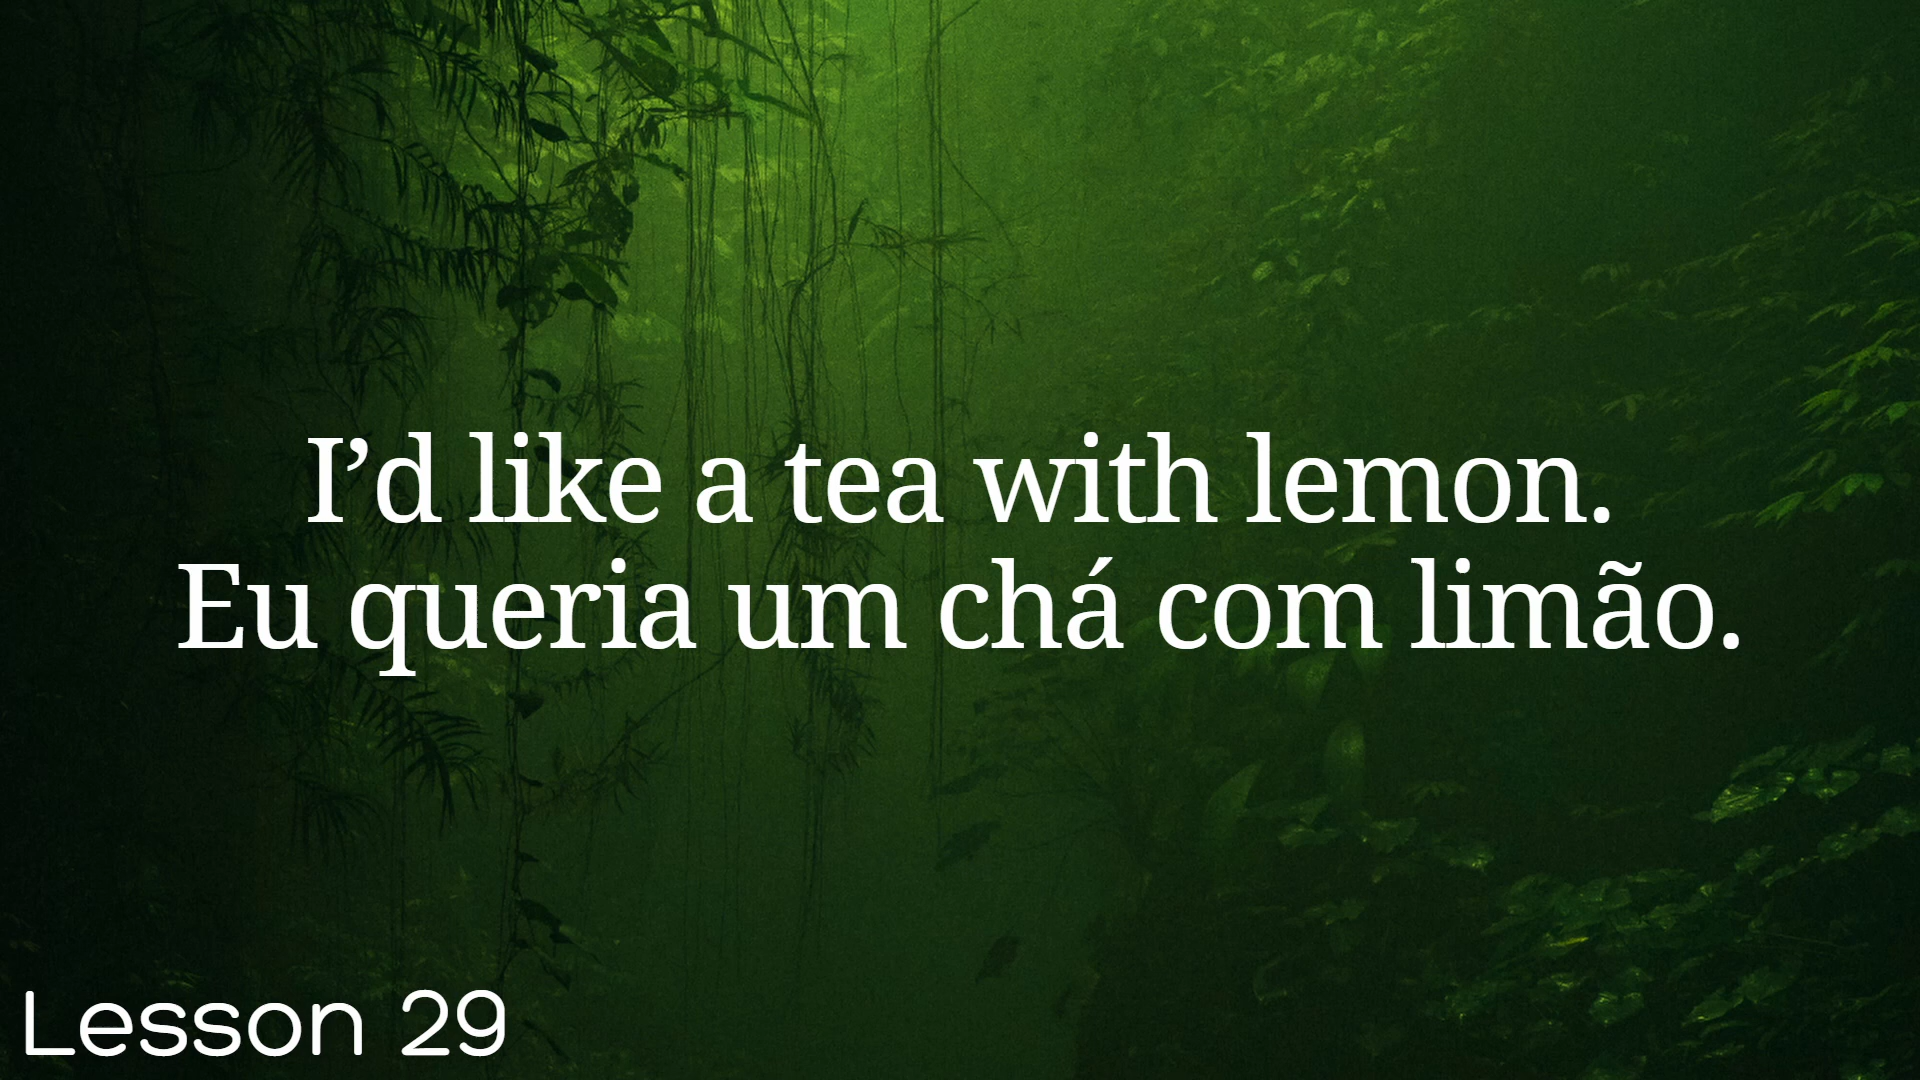 I’d like a tea with lemon.
Eu queria um chá com limão.
Lesson 29